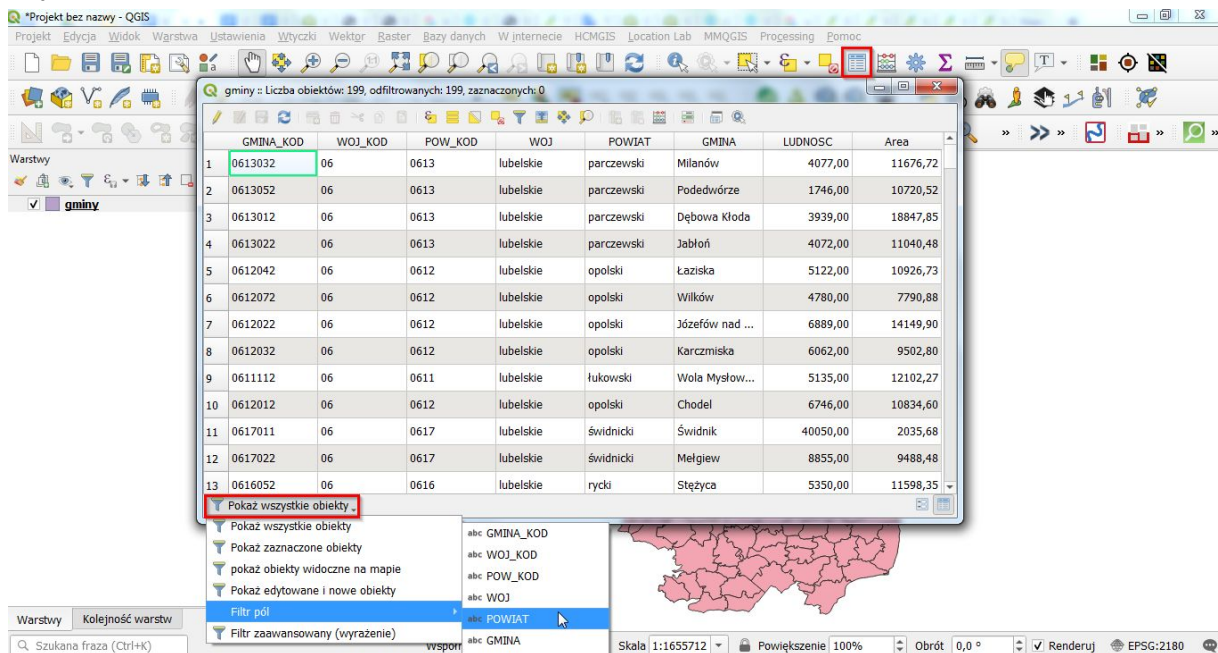 *Projekt bez nazwy - QGIS
Projekt Edycja Widok Warstwa Ustawienia Wtyczki Wektor Raster Bazy danych W internecie HCMGIS Location Lab MMQGIS Processing Pomoc
gminy :: Liczba obiektów: 199, odfiltrowanych: 199, zaznaczonych: 0
GMINA_KOD WOJ_KOD POW_KOD WOJ POWIAT GMINA LUDNOSC Area
1 0613032 06 0613 lubelskie parczewski Milanów 4077,00 11676,72
2 0613052 06 0613 lubelskie parczewski Podedwórze 1746,00 10720,52
3 0613012 06 0613 lubelskie parczewski Dębowa Kłoda 3939,00 18847,85
4 0613022 06 0613 lubelskie parczewski Jabłoń 4072,00 11040,48
5 0612042 06 0612 lubelskie opolski Łaziska 5122,00 10926,73
6 0612072 06 0612 lubelskie opolski Wilków 4780,00 7790,88
7 0612022 06 0612 lubelskie opolski Józefów nad ... 6889,00 14149,90
8 0612032 06 0612 lubelskie opolski Karczmiska 6062,00 9502,80
9 0611112 06 0611 lubelskie łukowski Wola Mysłow... 5135,00 12102,27
10 0612012 06 0612 lubelskie opolski Chodel 6746,00 10834,60
11 0617011 06 0617 lubelskie świdnicki Świdnik 40050,00 2035,68
12 0617022 06 0617 lubelskie świdnicki Mełgiew 8855,00 9488,48
13 0616052 06 0616 lubelskie rycki Stężyca 5350,00 11598,35
Warstwy
gminy
Pokaż wszystkie obiekty
Pokaż wszystkie obiekty
Pokaż zaznaczone obiekty
pokaż obiekty widoczne na mapie
Pokaż edytowane i nowe obiekty
Filtr pól
Filtr zaawansowany (wyrażenie)
abc GMINA_KOD
abc WOJ_KOD
abc POW_KOD
abc WOJ
abc POWIAT
abc GMINA
Warstwy Kolejność warstw
Szukana fraza (Ctrl+K)
Skala 1:1655712 Powiększenie 100% Obrót 0,0 ° Renderuj EPSG:2180